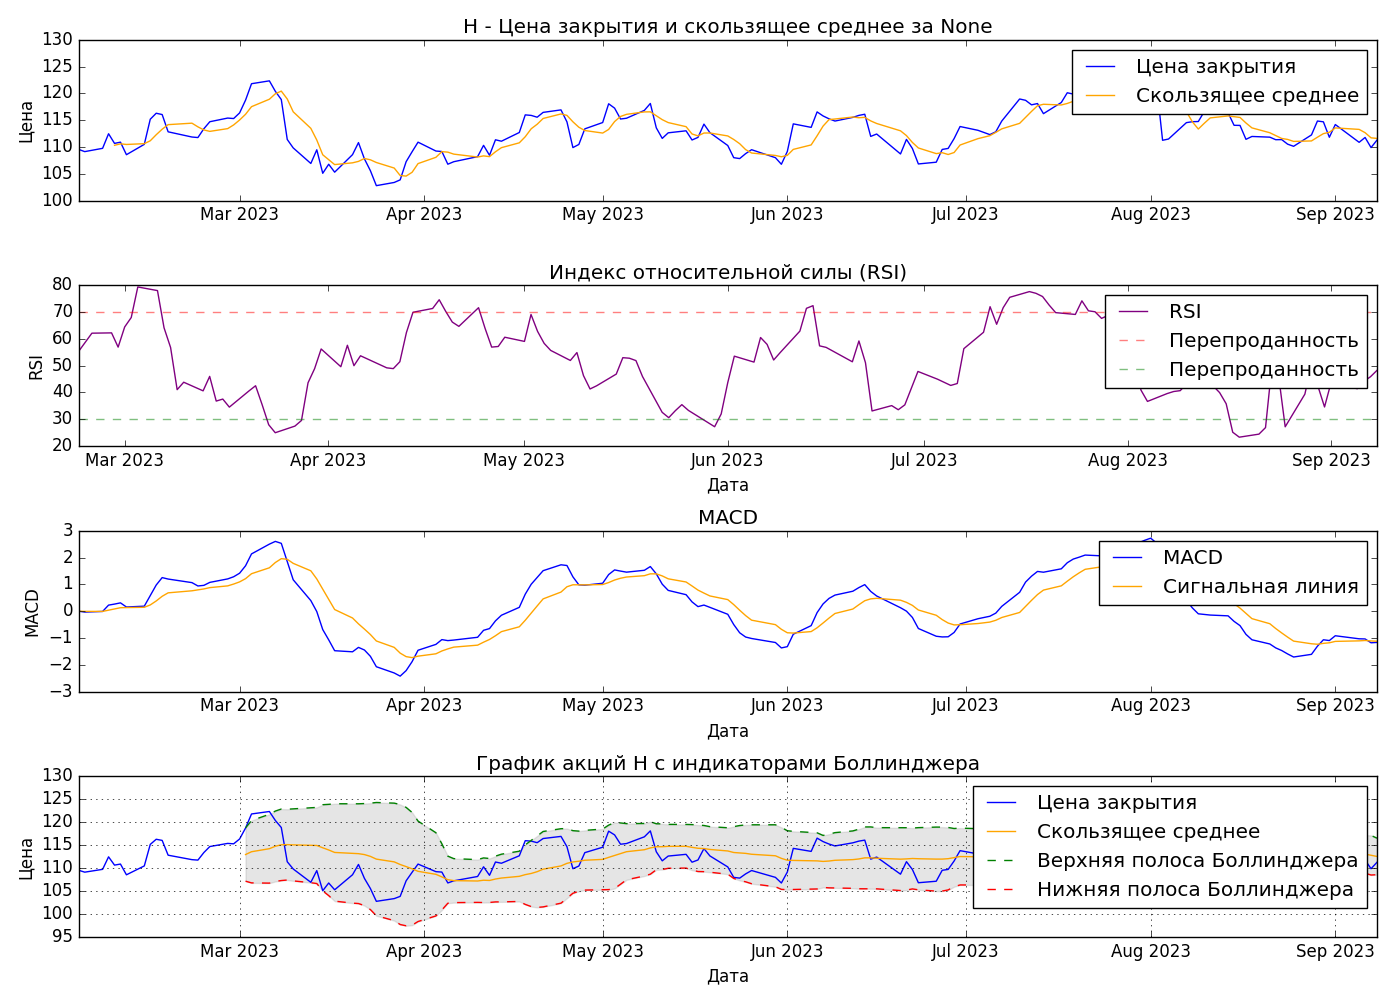 H - Цена закрытия и скользящее среднее за None
130
125
120
115
110
105
100
Цена
Цена закрытия
Скользящее среднее
Mar 2023 Apr 2023 May 2023 Jun 2023 Jul 2023 Aug 2023 Sep 2023
Индекс относительной силы (RSI)
80
70
60
50
40
30
20
RSI
RSI
Перепроданность
Перепроданность
Mar 2023 Apr 2023 May 2023 Jun 2023 Jul 2023 Aug 2023 Sep 2023
Дата
MACD
3
2
1
0
−1
−2
−3
MACD
MACD
Сигнальная линия
Mar 2023 Apr 2023 May 2023 Jun 2023 Jul 2023 Aug 2023 Sep 2023
Дата
График акций H с индикаторами Боллинджера
130
125
120
115
110
105
100
95
Цена
Цена закрытия
Скользящее среднее
Верхняя полоса Боллинджера
Нижняя полоса Боллинджера
Mar 2023 Apr 2023 May 2023 Jun 2023 Jul 2023 Aug 2023 Sep 2023
Дата